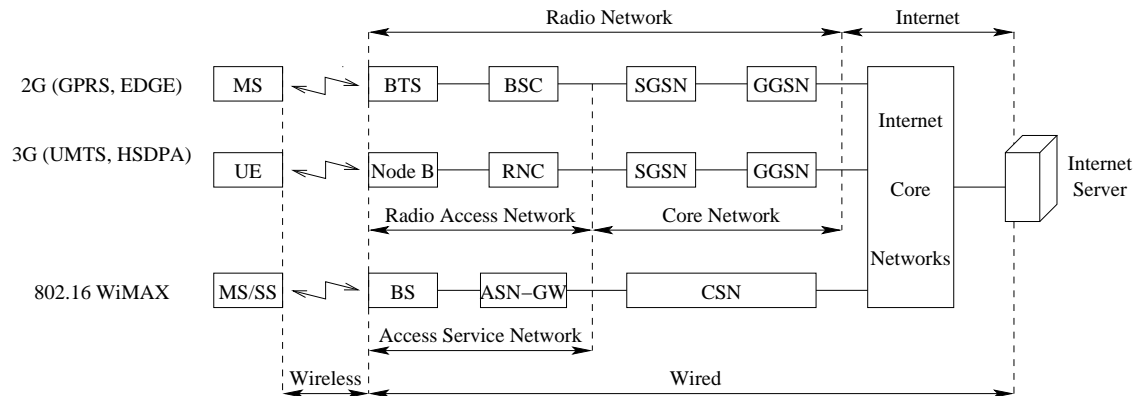 Radio Network Internet
2G (GPRS, EDGE) MS BTS BSC SGSN GGSN
Internet
3G (UMTS, HSDPA)
UE Node B RNC SGSN GGSN
Core
Internet
Server
Radio Access Network Core Network
Networks
802.16 WiMAX MS/SS BS ASN−GW CSN
Access Service Network
Wireless Wired